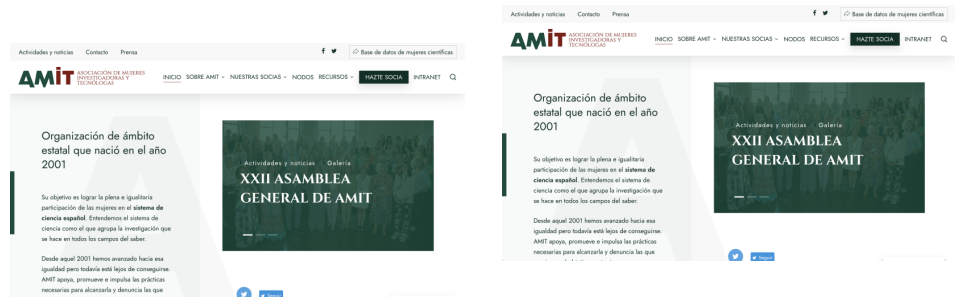 Actividades y noticias Contacto Prensa
Base de datos de mujeres científicas
AMIT ASOCIACIÓN DE MUJERES
INVESTIGADORAS Y
TECNÓLOGAS
INICIO SOBRE AMIT NUESTRAS SOCIAS NODOS RECURSOS HAZTE SOCIA INTRANET
Organización de ámbito
estatal que nació en el año
2001
Su objetivo es lograr la plena e igualitaria
participación de las mujeres en el sistema de
ciencia español. Entendemos el sistema de
ciencia como el que agrupa la investigación que
se hace en todos los campos del saber.
Desde aquel 2001 hemos avanzado hacia esa
igualdad pero todavía está lejos de conseguirse.
AMIT apoya, promueve e impulsa las prácticas
necesarias para alcanzarla y denuncia las que
Actividades y noticias Galería
XXII ASAMBLEA
GENERAL DE AMIT
Seguir
Actividades y noticias Contacto Prensa
Base de datos de mujeres científicas
AMIT ASOCIACIÓN DE MUJERES
INVESTIGADORAS Y
TECNÓLOGAS
INICIO SOBRE AMIT NUESTRAS SOCIAS NODOS RECURSOS HAZTE SOCIA INTRANET
Organización de ámbito
estatal que nació en el año
2001
Su objetivo es lograr la plena e igualitaria
participación de las mujeres en el sistema de
ciencia español. Entendemos el sistema de
ciencia como el que agrupa la investigación que
se hace en todos los campos del saber.
Desde aquel 2001 hemos avanzado hacia esa
igualdad pero todavía está lejos de conseguirse.
AMIT apoya, promueve e impulsa las prácticas
necesarias para alcanzarla y denuncia las que
Actividades y noticias Galería
XXII ASAMBLEA
GENERAL DE AMIT
Seguir